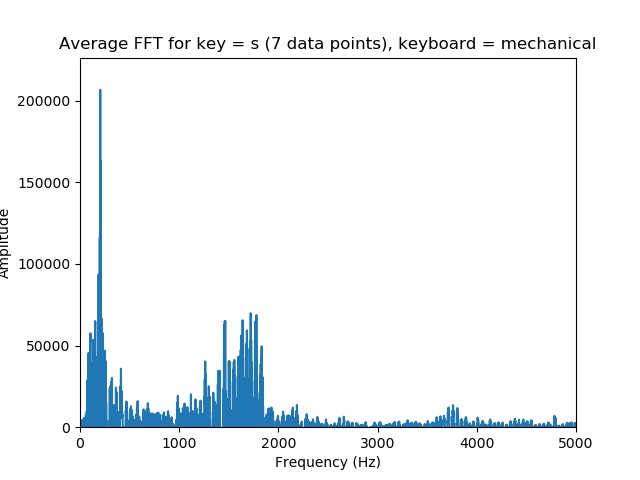 Average FFT for key = s (7 data points), keyboard = mechanical
200000
150000
100000
50000
0
Amplitude
0 1000 2000 3000 4000 5000
Frequency (Hz)